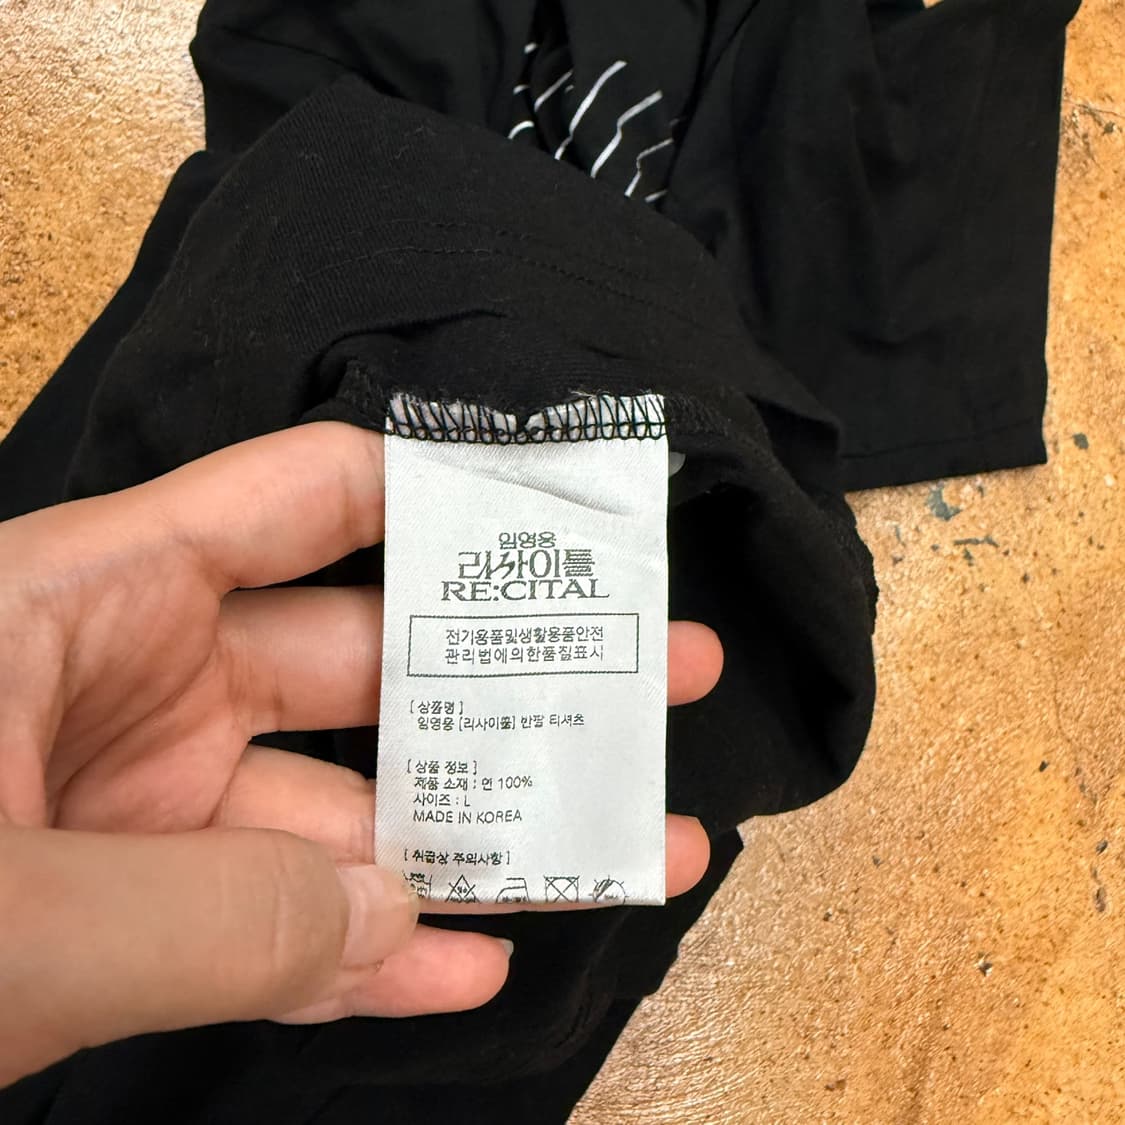 임영웅
리사이틀
RE:CITAL
전기용품및생활용품안전
관리법에의한품질표시
[ 상품명 ]
임영웅 [리사이틀] 반팔 티셔츠
[ 상품 정보 ]
제품 소재 : 면 100%
사이즈 : L
MADE IN KOREA
[ 취급상 주의사항 ]